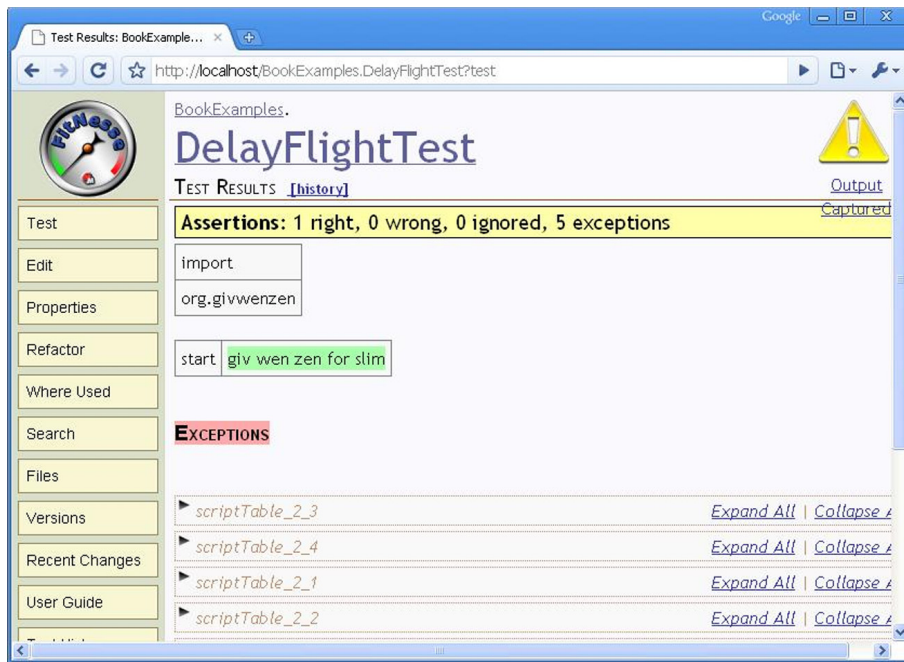 Google
Test Results: BookExample...
http://localhost/BookExamples.DelayFlightTest?test
FitNesse
BookExamples.
DelayFlightTest
TEST RESULTS [history]
Output
Captured
Assertions: 1 right, 0 wrong, 0 ignored, 5 exceptions
import
org.givwenzen
start giv wen zen for slim
EXCEPTIONS
scriptTable_2_3 Expand All | Collapse A
scriptTable_2_4 Expand All | Collapse A
scriptTable_2_1 Expand All | Collapse A
scriptTable_2_2 Expand All | Collapse A
Test
Edit
Properties
Refactor
Where Used
Search
Files
Versions
Recent Changes
User Guide